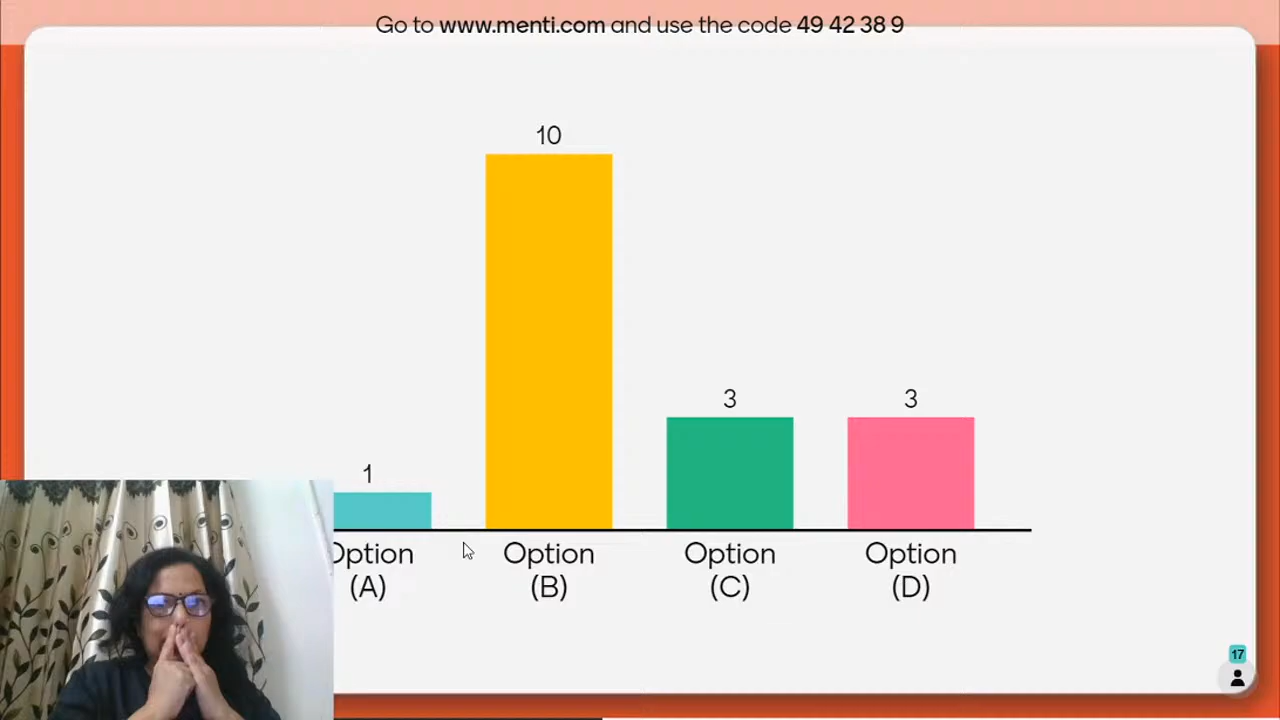 Go to www.menti.com and use the code 49 42 38 9
10
3
3
1
Option
(A)
Option
(B)
Option
(C)
Option
(D)
17